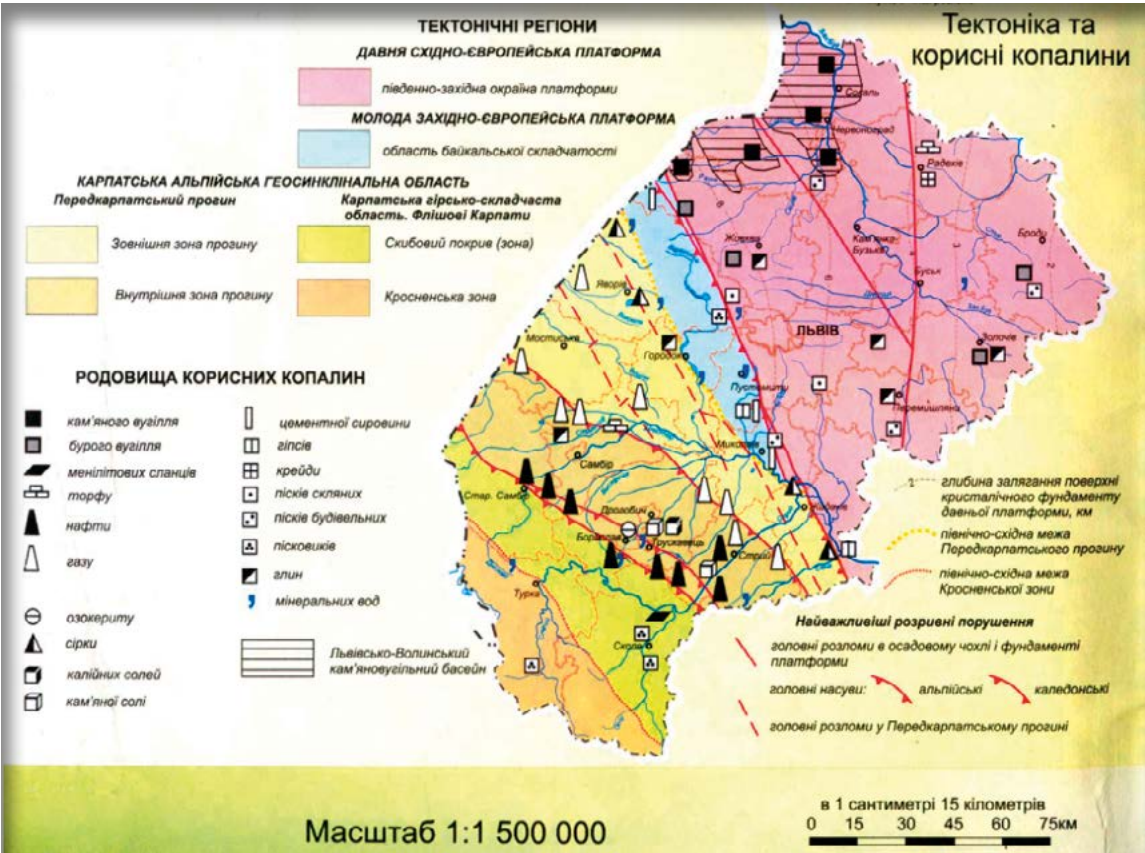 Тектоніка та
корисні копалини
ТЕКТОНІЧНІ РЕГІОНИ
ДАВНЯ СХІДНО-ЄВРОПЕЙСЬКА ПЛАТФОРМА
південно-західна окраїна платформи
МОЛОДА ЗАХІДНО-ЄВРОПЕЙСЬКА ПЛАТФОРМА
область байкальської складчатості
КАРПАТСЬКА АЛЬПІЙСЬКА ГЕОСИНКЛІНАЛЬНА ОБЛАСТЬ
Передкарпатський прогин
Зовнішня зона прогину
Внутрішня зона прогину
Карпатська гірсько-складчаста
область. Флішові Карпати
Скибовий покрив (зона)
Кросненська зона
РОДОВИЩА КОРИСНИХ КОПАЛИН
кам'яного вугілля
бурого вугілля
менілітових сланців
торфу
нафти
газу
озокериту
сірки
калійних солей
кам'яної солі
цементної сировини
гіпсів
крейди
пісків скляних
пісків будівельних
пісковиків
глин
мінеральних вод
Львівсько-Волинський
кам'яновугільний басейн
Сокаль
Червоноград
Радехів
Жовква
Кам'янка-
Бузька
Броди
Буськ
Яворів
ЛЬВІВ
Мостиська
Городок
Золочів
Пустомити
Перемишляни
Миколаїв
Самбір
Стар. Самбір
Дрогобич
Жидачів
Борислав
Трускавець
Стрий
Турка
Сколе
глибина залягання поверхні
кристалічного фундаменту
давньої платформи, км
північно-східна межа
Передкарпатського прогину
північно-східна межа
Кросненської зони
Найважливіші розривні порушення
головні розломи в осадовому чохлі і фундаменті
платформи
головні насуви: альпійські каледонські
головні розломи у Передкарпатському прогині
Масштаб 1:1 500 000
в 1 сантиметрі 15 кілометрів
0 15 30 45 60 75км